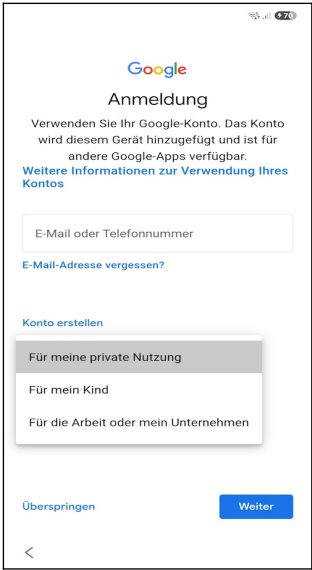 70
Google
Anmeldung
Verwenden Sie Ihr Google-Konto. Das Konto
wird diesem Gerät hinzugefügt und ist für
andere Google-Apps verfügbar.
Weitere Informationen zur Verwendung Ihres
Kontos
E-Mail oder Telefonnummer
E-Mail-Adresse vergessen?
Konto erstellen
Für meine private Nutzung
Für mein Kind
Für die Arbeit oder mein Unternehmen
Überspringen
Weiter